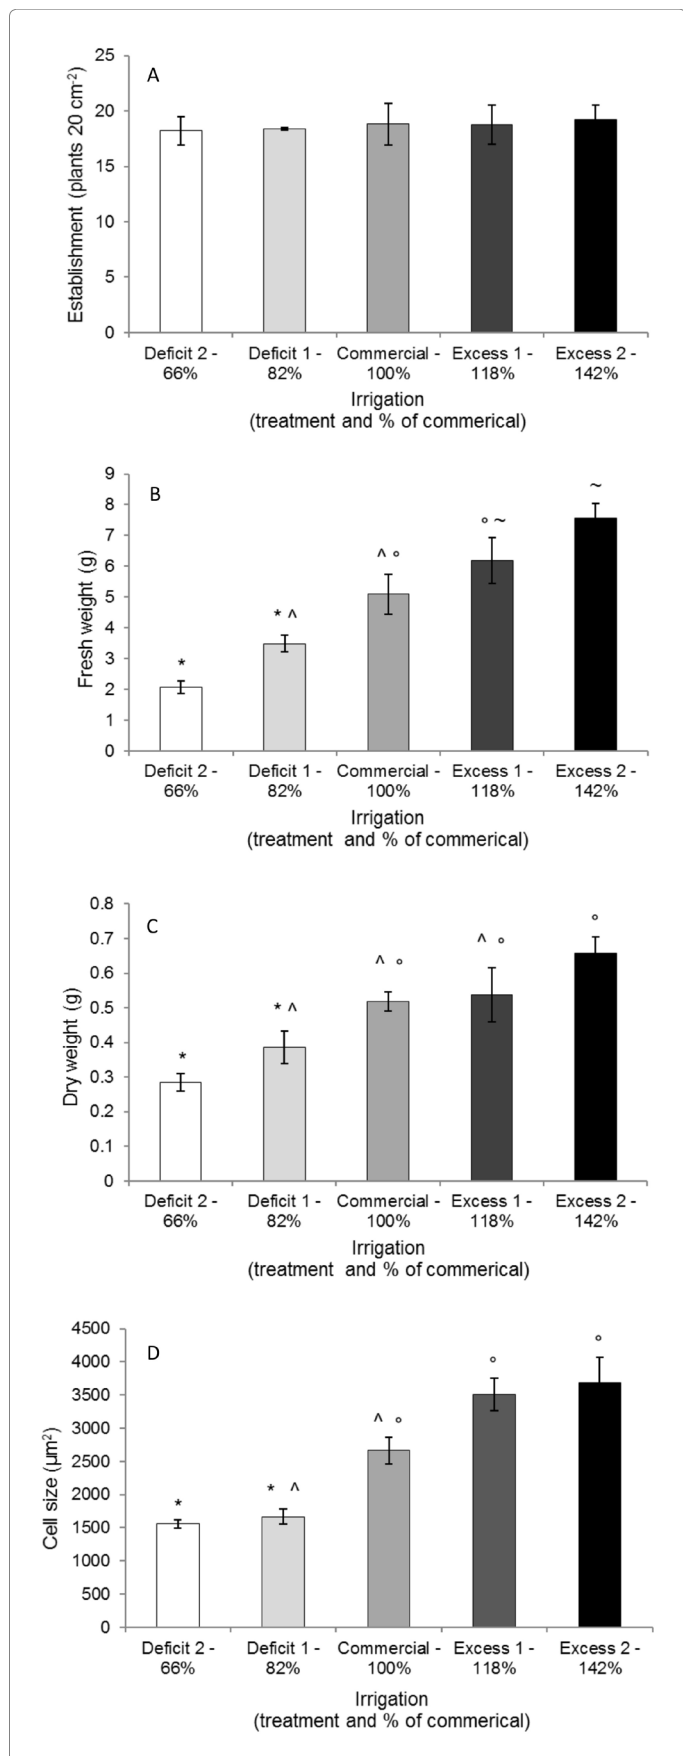 A
Establishment (plants 20 cm⁻²)
25
20
15
10
5
0
Deficit 2 - Deficit 1 - Commercial - Excess 1 - Excess 2 -
66% 82% 100% 118% 142%
Irrigation
(treatment and % of commerical)
B
Fresh weight (g)
9
8
7
6
5
4
3
2
1
0
*
* ^
^ °
° ~
~
Deficit 2 - Deficit 1 - Commercial - Excess 1 - Excess 2 -
66% 82% 100% 118% 142%
Irrigation
(treatment and % of commerical)
C
Dry weight (g)
0.8
0.7
0.6
0.5
0.4
0.3
0.2
0.1
0
*
* ^
^ °
^ °
°
Deficit 2 - Deficit 1 - Commercial - Excess 1 - Excess 2 -
66% 82% 100% 118% 142%
Irrigation
(treatment and % of commerical)
D
Cell size (µm²)
4500
4000
3500
3000
2500
2000
1500
1000
500
0
*
* ^
^ °
°
°
Deficit 2 - Deficit 1 - Commercial - Excess 1 - Excess 2 -
66% 82% 100% 118% 142%
Irrigation
(treatment and % of commerical)